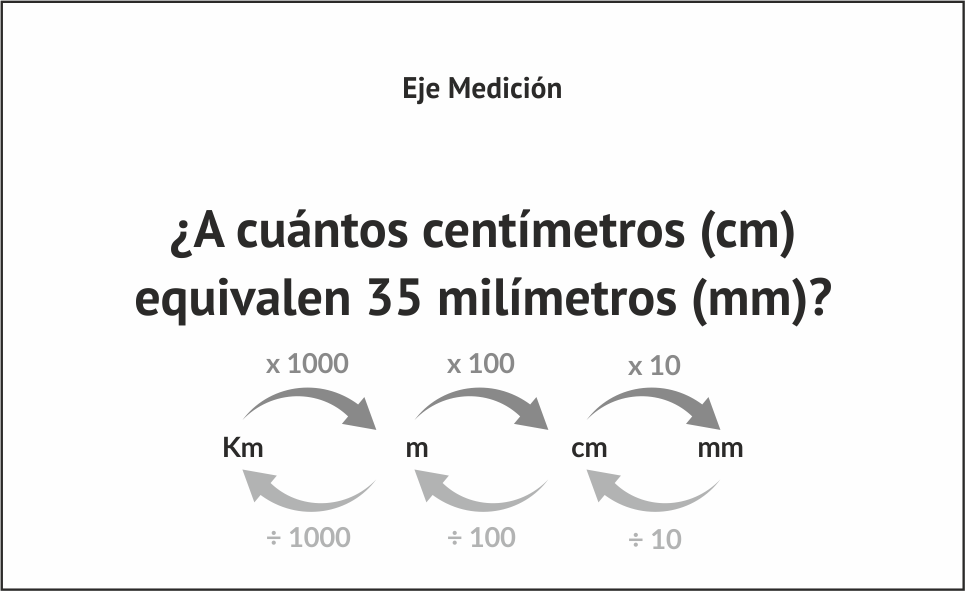 Eje Medición
¿A cuántos centímetros (cm)
equivalen 35 milímetros (mm)?
x 1000 x 100 x 10
Km m cm mm
÷ 1000 ÷ 100 ÷ 10